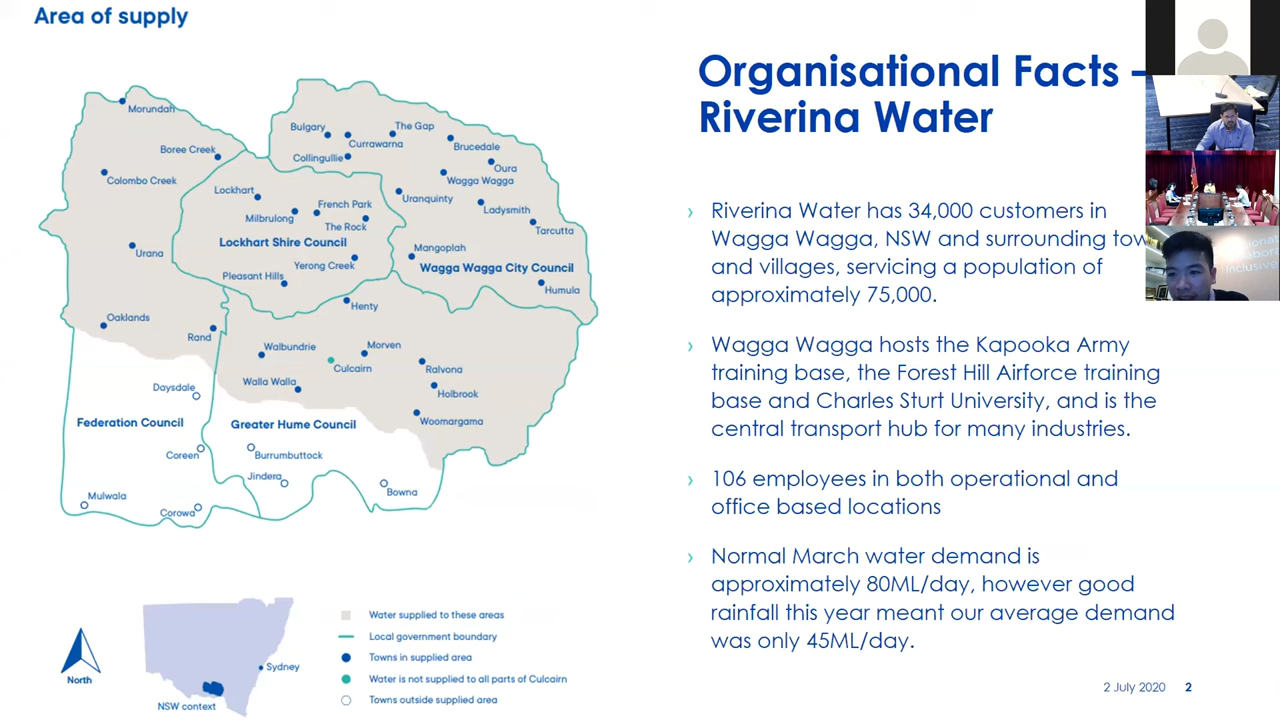 Area of supply
Organisational Facts –
Riverina Water
Morundah
Boree Creek
Colombo Creek
Urana
Oaklands
Rand
Bulgary
Currawarna
Collingullie
The Gap
Brucedale
Oura
Wagga Wagga
Uranquinty
Ladysmith
Tarcutta
Mangoplah
Wagga Wagga City Council
Humula
Lockhart
French Park
Milbrulong
The Rock
Lockhart Shire Council
Yerong Creek
Pleasant Hills
Henty
Walbundrie
Morven
Culcairn
Ralvona
Walla Walla
Holbrook
Woomargama
Daysdale
Federation Council
Greater Hume Council
Coreen
Burrumbuttock
Jindera
Bowna
Mulwala
Corowa
North
Sydney
NSW context
Water supplied to these areas
Local government boundary
Towns in supplied area
Water is not supplied to all parts of Culcairn
Towns outside supplied area
› Riverina Water has 34,000 customers in
Wagga Wagga, NSW and surrounding tow
and villages, servicing a population of
approximately 75,000.
› Wagga Wagga hosts the Kapooka Army
training base, the Forest Hill Airforce training
base and Charles Sturt University, and is the
central transport hub for many industries.
› 106 employees in both operational and
office based locations
› Normal March water demand is
approximately 80ML/day, however good
rainfall this year meant our average demand
was only 45ML/day.
2 July 2020 2
Inclusive